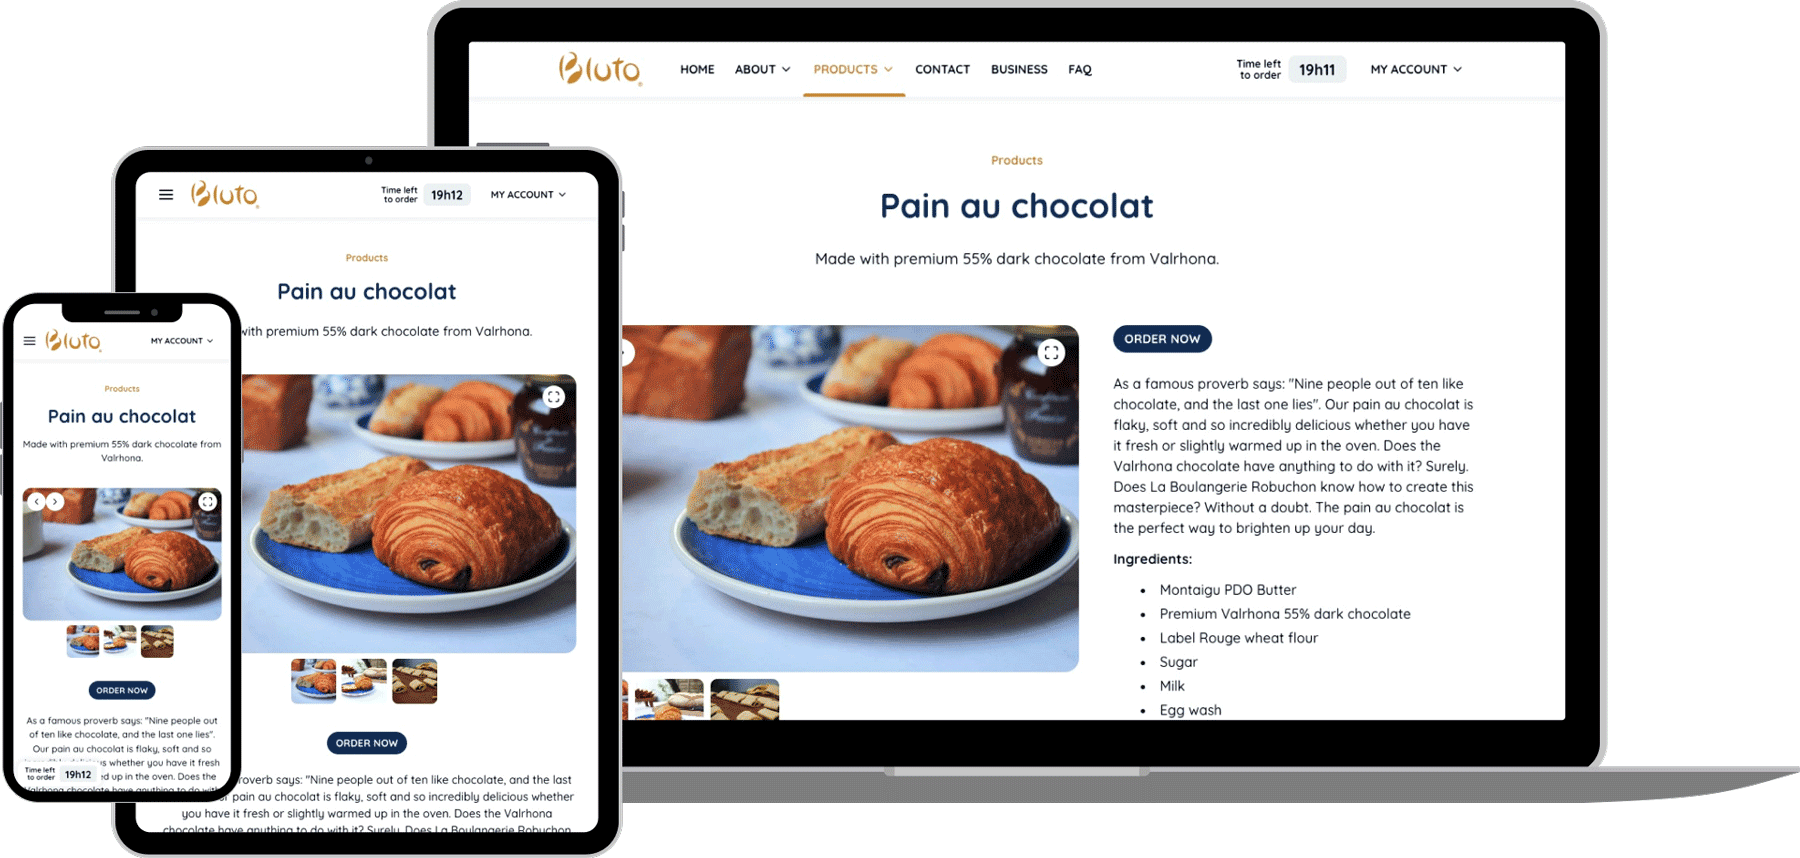 Bluto
HOME ABOUT PRODUCTS CONTACT BUSINESS FAQ
Time left
to order
19h11
MY ACCOUNT
Products
Pain au chocolat
Made with premium 55% dark chocolate from Valrhona.
ORDER NOW
As a famous proverb says: "Nine people out of ten like
chocolate, and the last one lies". Our pain au chocolat is
flaky, soft and so incredibly delicious whether you have
it fresh or slightly warmed up in the oven. Does the
Valrhona chocolate have anything to do with it? Surely.
Does La Boulangerie Robuchon know how to create this
masterpiece? Without a doubt. The pain au chocolat is
the perfect way to brighten up your day.
Ingredients:
• Montaigu PDO Butter
• Premium Valrhona 55% dark chocolate
• Label Rouge wheat flour
• Sugar
• Milk
• Egg wash
Bluto
Time left
to order
19h12
MY ACCOUNT
Products
Pain au chocolat
with premium 55% dark chocolate from Valrhona.
ORDER NOW
roverb says: "Nine people out of ten like chocolate, and the last
pain au chocolat is flaky, soft and so incredibly delicious whether
you have it fresh or slightly warmed up in the oven. Does the Valrhona
chocolate have anything to do with it? Surely. Does La Boulangerie Robuchon
Bluto
MY ACCOUNT
Products
Pain au chocolat
Made with premium 55% dark chocolate from
Valrhona.
ORDER NOW
As a famous proverb says: "Nine people out
of ten like chocolate, and the last one lies".
Our pain au chocolat is flaky, soft and so
incredibly delicious whether you have it fresh
Time left
to order
19h12
ed up in the oven. Does the
Valrhona chocolate have anything to do with